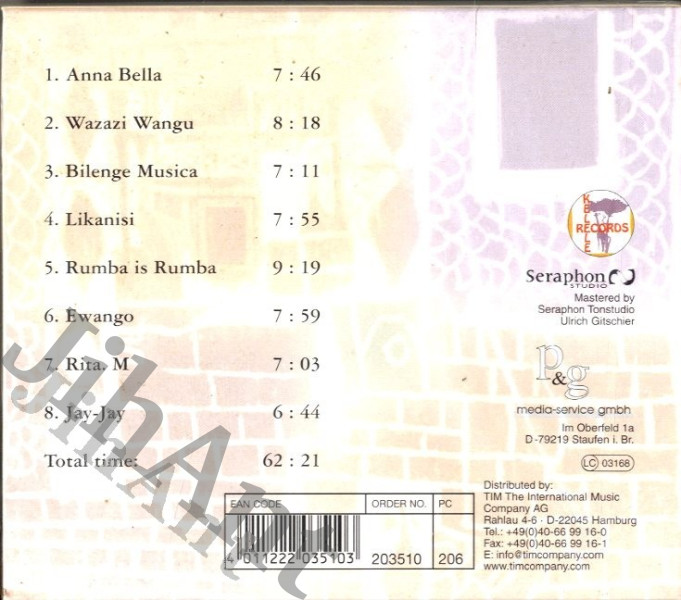 1. Anna Bella 7 : 46
2. Wazazi Wangu 8 : 18
3. Bilenge Musica 7 : 11
4. Likanisi 7 : 55
5. Rumba is Rumba 9 : 19
6. Ewango 7 : 59
7. Rita. M 7 : 03
8. Jay-Jay 6 : 44
Total time: 62 : 21
JihAnt
JihAnt
RECORDS
Seraphon
STUDIO
Mastered by
Seraphon Tonstudio
Ulrich Gitschier
p&g
media-service gmbh
Im Oberfeld 1a
D-79219 Staufen i. Br.
LC 03168
Distributed by:
TIM The International Music
Company AG
Rahlau 4-6 · D-22045 Hamburg
Tel.: +49(0)40-66 99 16-0
Fax: +49(0)40-66 99 16-1
E: info@timcompany.com
www.timcompany.com
EAN CODE ORDER NO. PC
4 011222 035103 203510 206